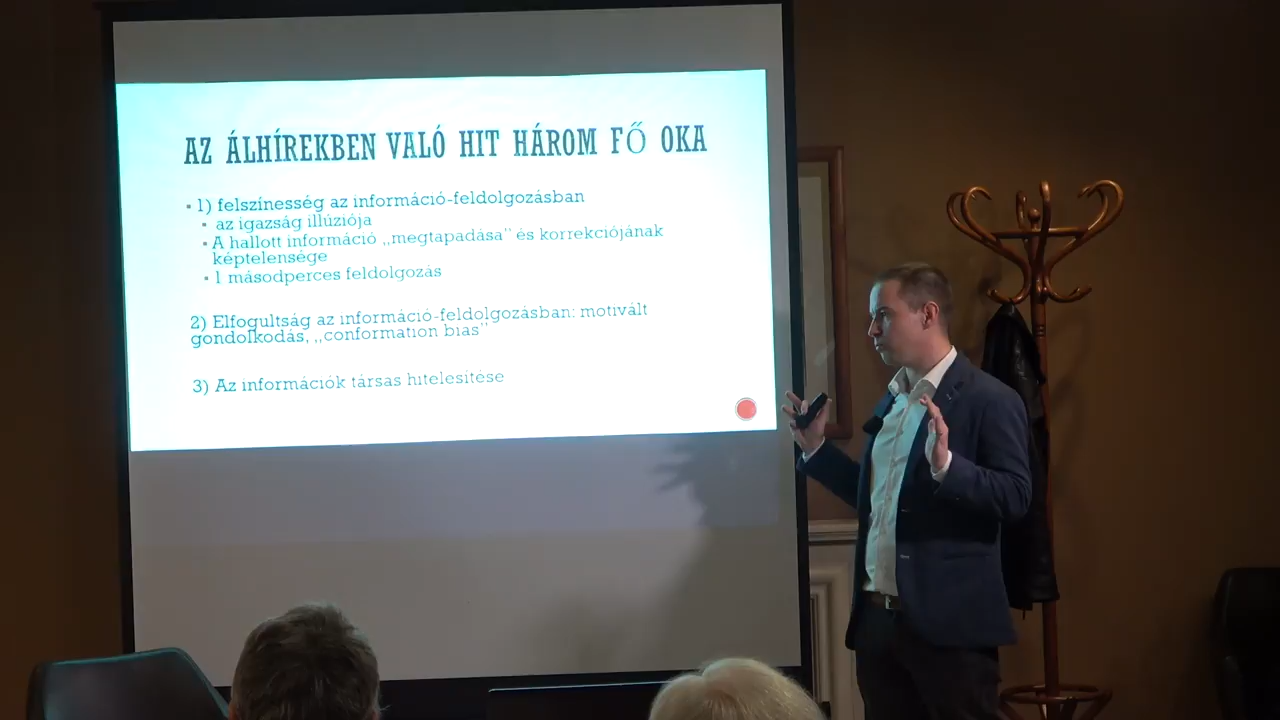 AZ ÁLHÍREKBEN VALÓ HIT HÁROM FŐ OKA
▪ 1) felszínesség az információ-feldolgozásban
▪ az igazság illúziója
▪ A hallott információ „megtapadása" és korrekciójának
képtelensége
▪ 1 másodperces feldolgozás
2) Elfogultság az információ-feldolgozásban: motivált
gondolkodás, „conformation bias"
3) Az információk társas hitelesítése